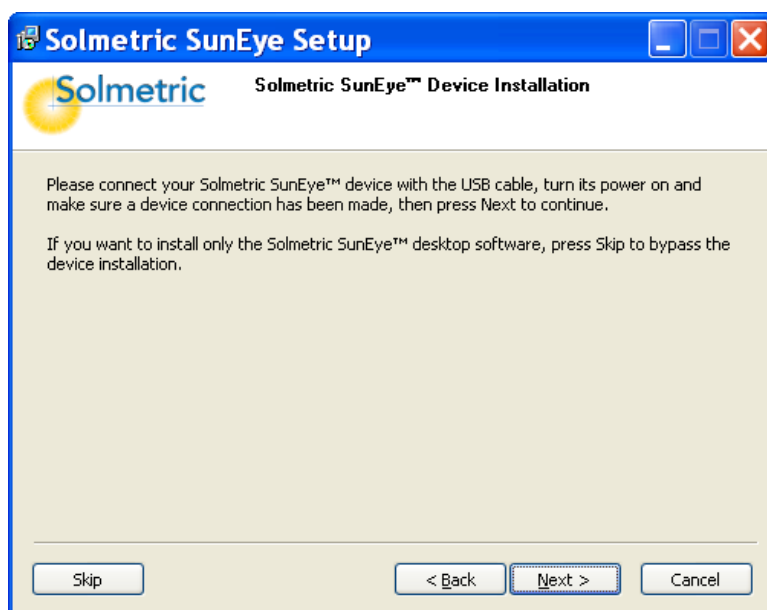 Solmetric SunEye Setup
Solmetric
Solmetric SunEye™ Device Installation
Please connect your Solmetric SunEye™ device with the USB cable, turn its power on and
make sure a device connection has been made, then press Next to continue.
If you want to install only the Solmetric SunEye™ desktop software, press Skip to bypass the
device installation.
Skip
< Back
Next >
Cancel